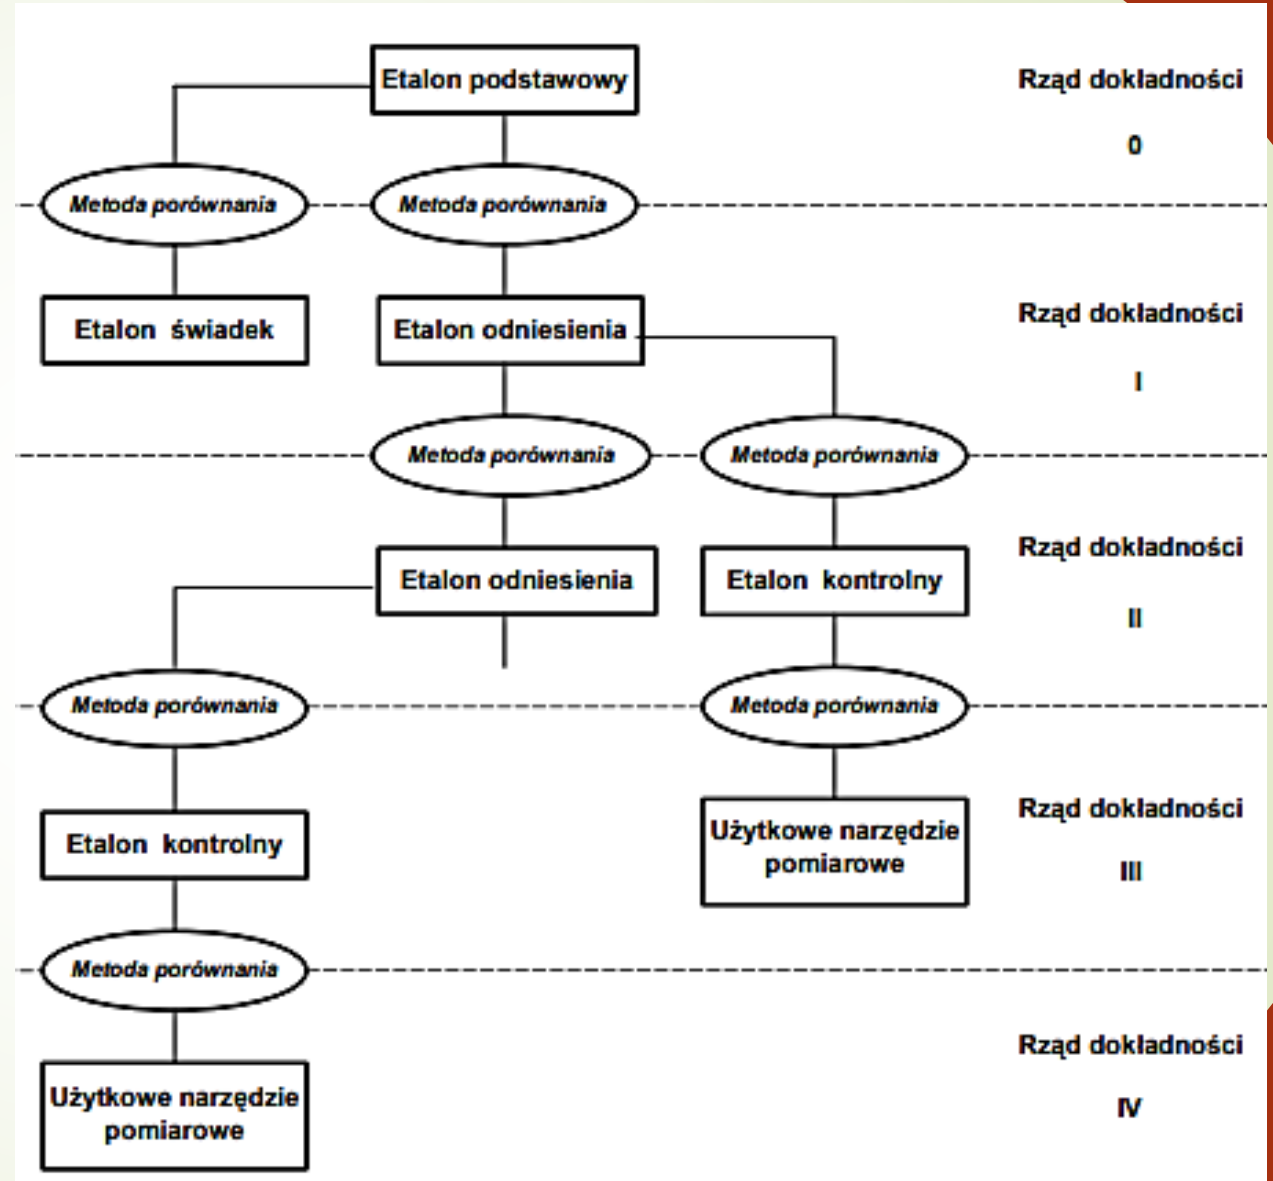 Etalon podstawowy
Rząd dokładności
0
Metoda porównania
Metoda porównania
Etalon świadek
Etalon odniesienia
Rząd dokładności
I
Metoda porównania
Metoda porównania
Etalon odniesienia
Etalon kontrolny
Rząd dokładności
II
Metoda porównania
Metoda porównania
Etalon kontrolny
Użytkowe narzędzie
pomiarowe
Rząd dokładności
III
Metoda porównania
Użytkowe narzędzie
pomiarowe
Rząd dokładności
IV